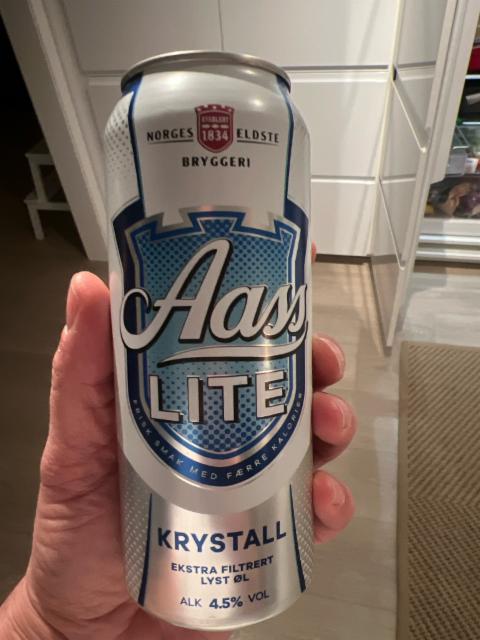 ETABLERT
NORGES 1834 ELDSTE
BRYGGERI
Aass
LITE
FRISK SMAK MED FÆRRE KALORIER
KRYSTALL
EKSTRA FILTRERT
LYST ØL
ALK 4.5% VOL